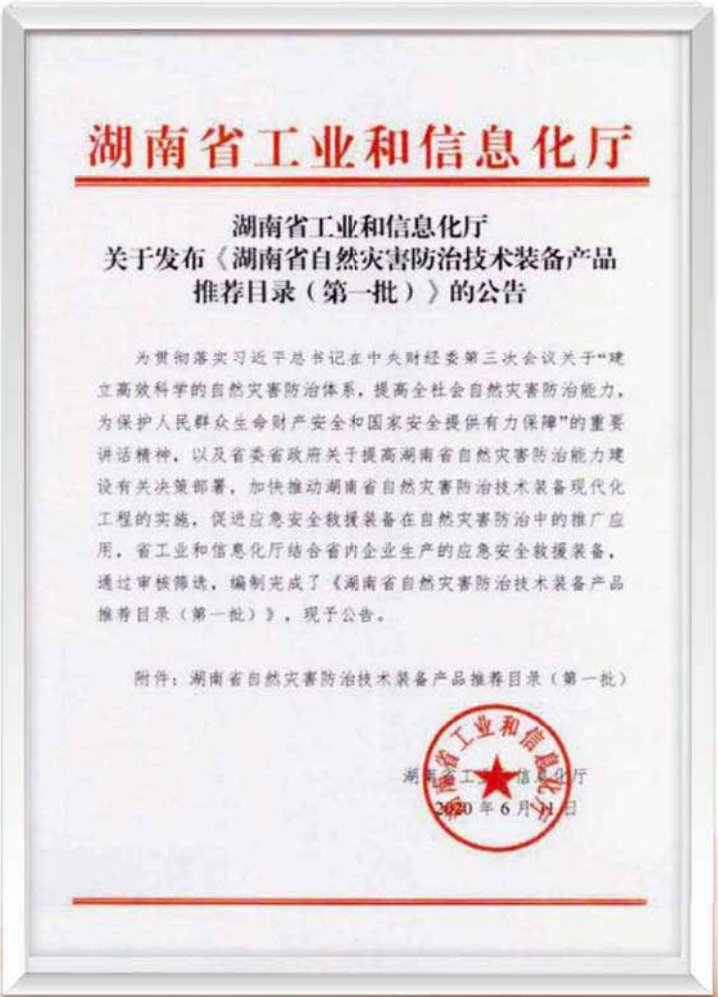 湖南省工业和信息化厅
湖南省工业和信息化厅
关于发布《湖南省自然灾害防治技术装备产品
推荐目录（第一批）》的公告
为贯彻落实习近平总书记在中央财经委第三次会议关于“建
立高效科学的自然灾害防治体系，提高全社会自然灾害防治能力，
为保护人民群众生命财产安全和国家安全提供有力保障”的重要
讲话精神，以及省委省政府关于提高湖南省自然灾害防治能力建
设有关决策部署，加快推动湖南省自然灾害防治技术装备现代化
工程的实施，促进应急安全救援装备在自然灾害防治中的推广应
用，省工业和信息化厅结合省内企业生产的应急安全救援装备，
通过审核筛选，编制完成了《湖南省自然灾害防治技术装备产品
推荐目录（第一批）》，现予公告。
附件：湖南省自然灾害防治技术装备产品推荐目录（第一批）
湖南省工业和信息化厅
湖南省工业和信息化厅
2020年6月11日